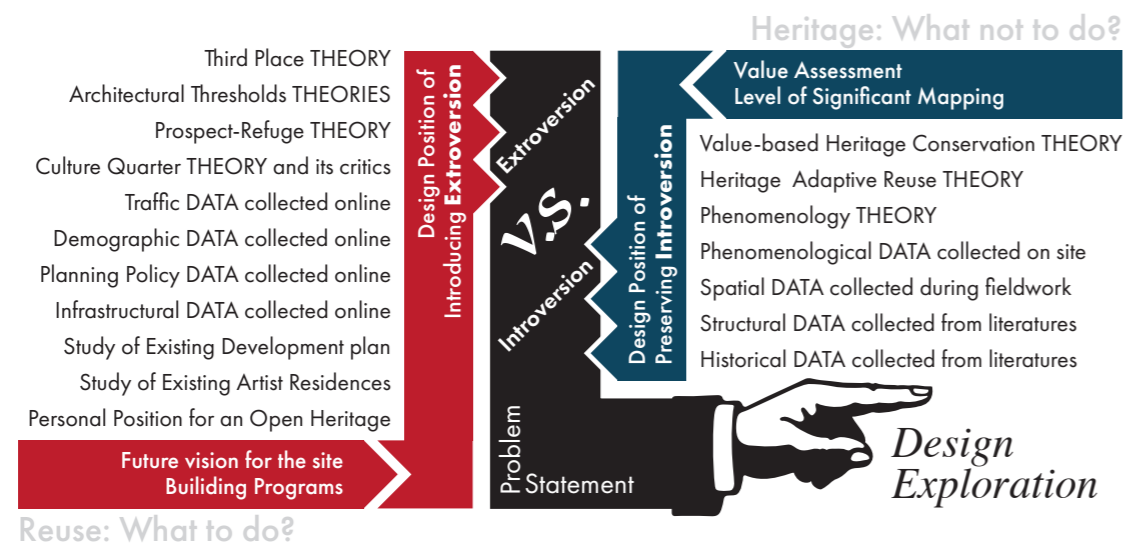 Heritage: What not to do?
Third Place THEORY
Architectural Thresholds THEORIES
Prospect-Refuge THEORY
Culture Quarter THEORY and its critics
Traffic DATA collected online
Demographic DATA collected online
Planning Policy DATA collected online
Infrastructural DATA collected online
Study of Existing Development plan
Study of Existing Artist Residences
Personal Position for an Open Heritage
Future vision for the site
Builiding Programs
Reuse: What to do?
Design Position of
Introducing Extroversion
Extroversion
v.s.
Introversion
Problem
Statement
Design Position of
Preserving Introversion
Value Assessment
Level of Significant Mapping
Value-based Heritage Conservation THEORY
Heritage Adaptive Reuse THEORY
Phenomenology THEORY
Phenomenological DATA collected on site
Spatial DATA collected during fieldwork
Structural DATA collected from literatures
Historical DATA collected from literatures
Design
Exploration